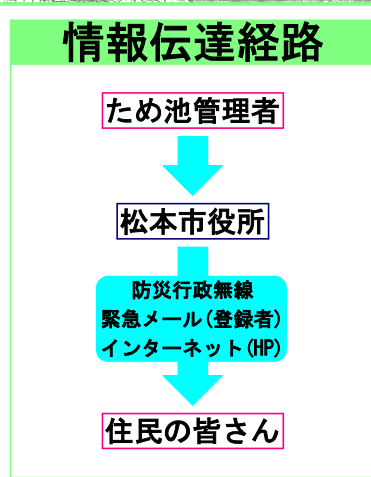 情報伝達経路
ため池管理者
松本市役所
防災行政無線
緊急メール(登録者)
インターネット(HP)
住民の皆さん